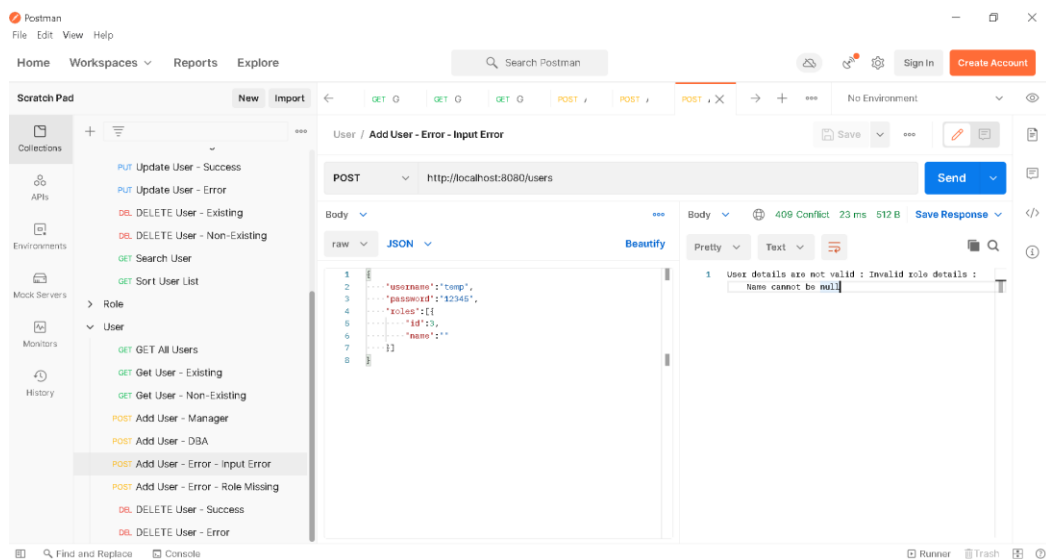 Postman
File Edit View Help
Home Workspaces Reports Explore
Search Postman
Sign In
Create Account
Scratch Pad
New Import
GET G
GET G
GET G
POST
POST
POST
No Environment
Collections
APIs
Environments
Mock Servers
Monitors
History
PUT Update User - Success
PUT Update User - Error
DEL DELETE User - Existing
DEL DELETE User - Non-Existing
GET Search User
GET Sort User List
Role
User
GET GET All Users
GET Get User - Existing
GET Get User - Non-Existing
POST Add User - Manager
POST Add User - DBA
POST Add User - Error - Input Error
POST Add User - Error - Role Missing
DEL DELETE User - Success
DEL DELETE User - Error
User / Add User - Error - Input Error
Save
POST http://localhost:8080/users
Send
Body
raw JSON Beautify
1 {
2 "username":"temp",
3 "password":"12345",
4 "roles":[{
5 "id":3,
6 "name":""
7 }]
8 }
Body 409 Conflict 23 ms 512 B Save Response
Pretty Text
1 User details are not valid : Invalid role details :
Name cannot be null
Find and Replace Console
Runner Trash